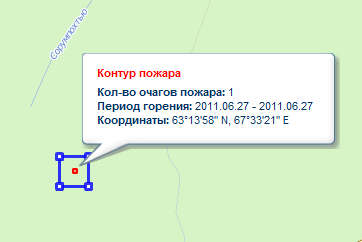 Сорумпохтью
Контур пожара
Кол-во очагов пожара: 1
Период горения: 2011.06.27 - 2011.06.27
Координаты: 63°13'58" N, 67°33'21" E